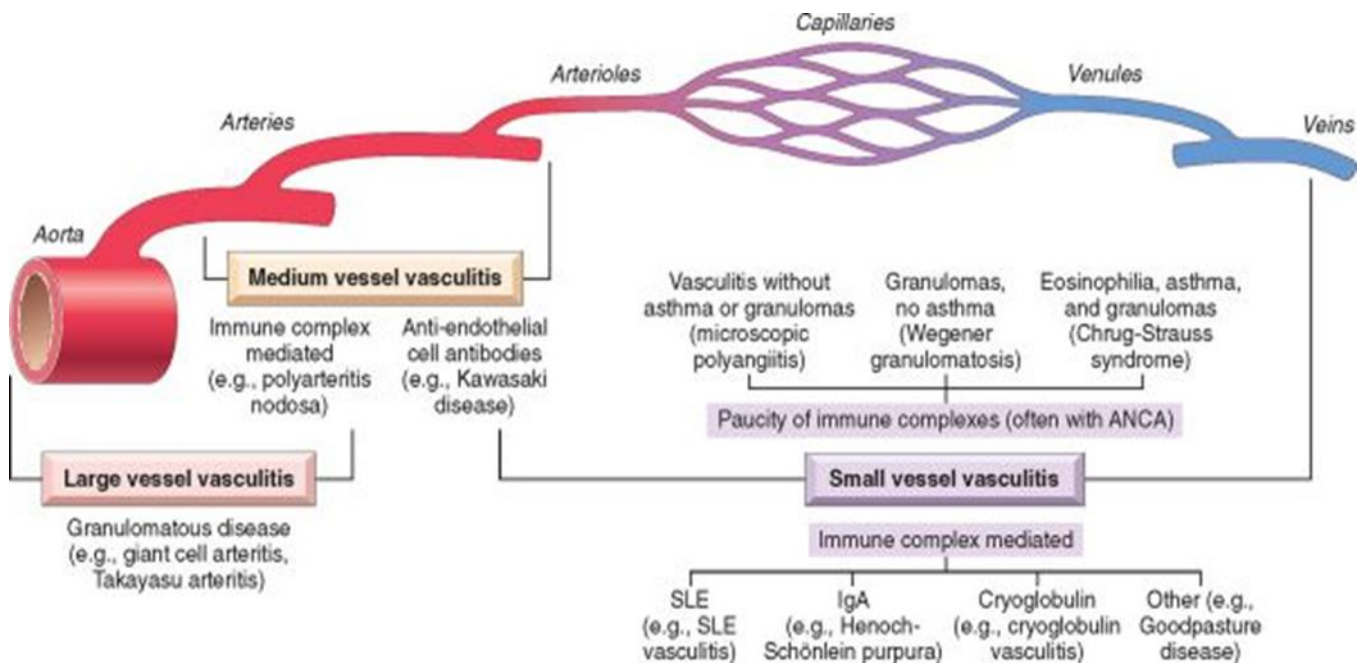 Capillaries
Arterioles
Venules
Arteries
Veins
Aorta
Medium vessel vasculitis
Immune complex
mediated
(e.g., polyarteritis
nodosa)
Anti-endothelial
cell antibodies
(e.g., Kawasaki
disease)
Vasculitis without
asthma or granulomas
(microscopic
polyangiitis)
Granulomas,
no asthma
(Wegener
granulomatosis)
Eosinophilia, asthma,
and granulomas
(Chrug-Strauss
syndrome)
Paucity of immune complexes (often with ANCA)
Large vessel vasculitis
Granulomatous disease
(e.g., giant cell arteritis,
Takayasu arteritis)
Small vessel vasculitis
Immune complex mediated
SLE
(e.g., SLE
vasculitis)
IgA
(e.g., Henoch-
Schönlein purpura)
Cryoglobulin
(e.g., cryoglobulin
vasculitis)
Other (e.g.,
Goodpasture
disease)